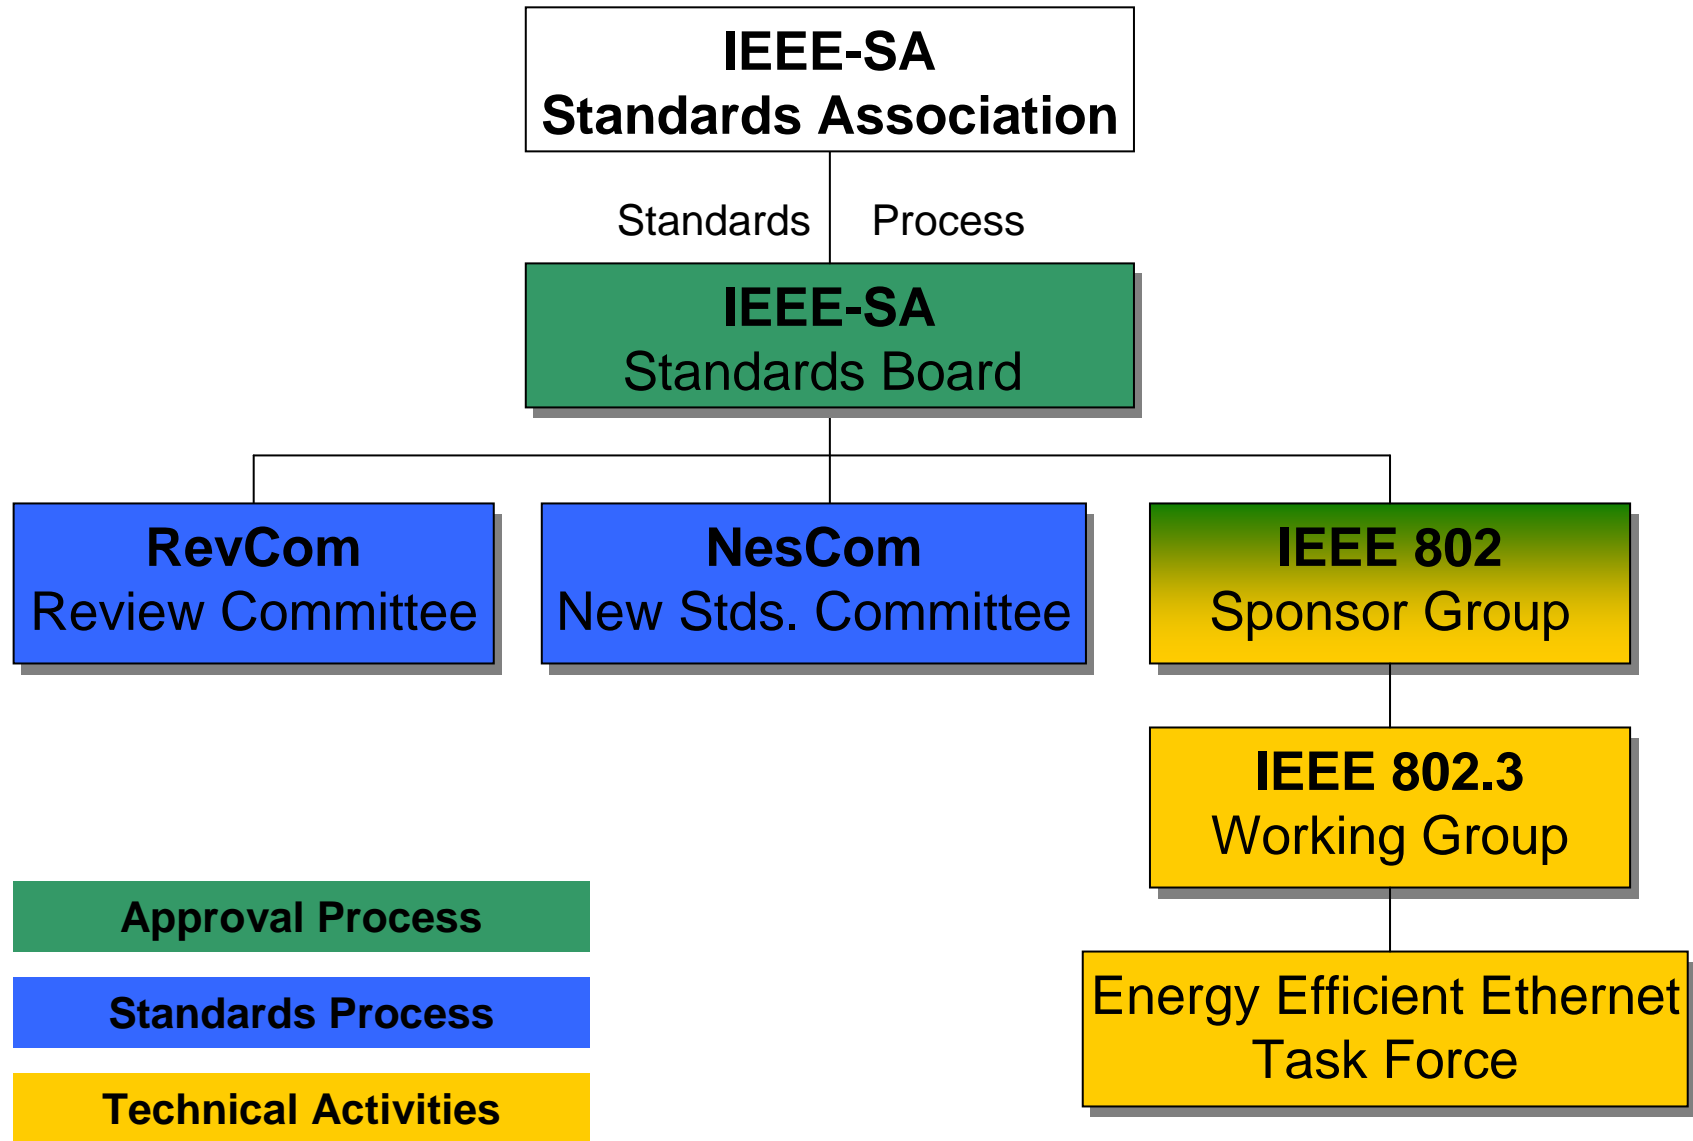 IEEE-SA
Standards Association
Standards Process
IEEE-SA
Standards Board
RevCom
Review Committee
NesCom
New Stds. Committee
IEEE 802
Sponsor Group
IEEE 802.3
Working Group
Energy Efficient Ethernet
Task Force
Approval Process
Standards Process
Technical Activities